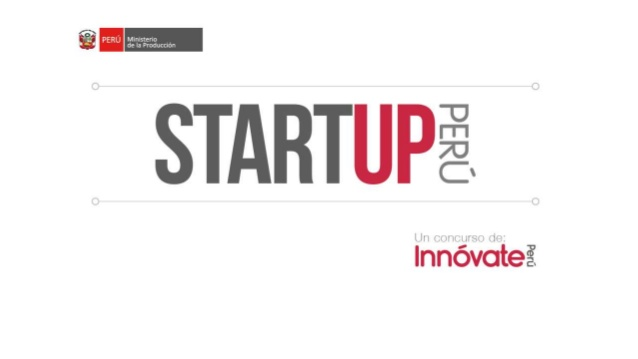 PERÚ
Ministerio
de la Producción
STARTUP PERÚ
Un concurso de:
Innóvate Perú